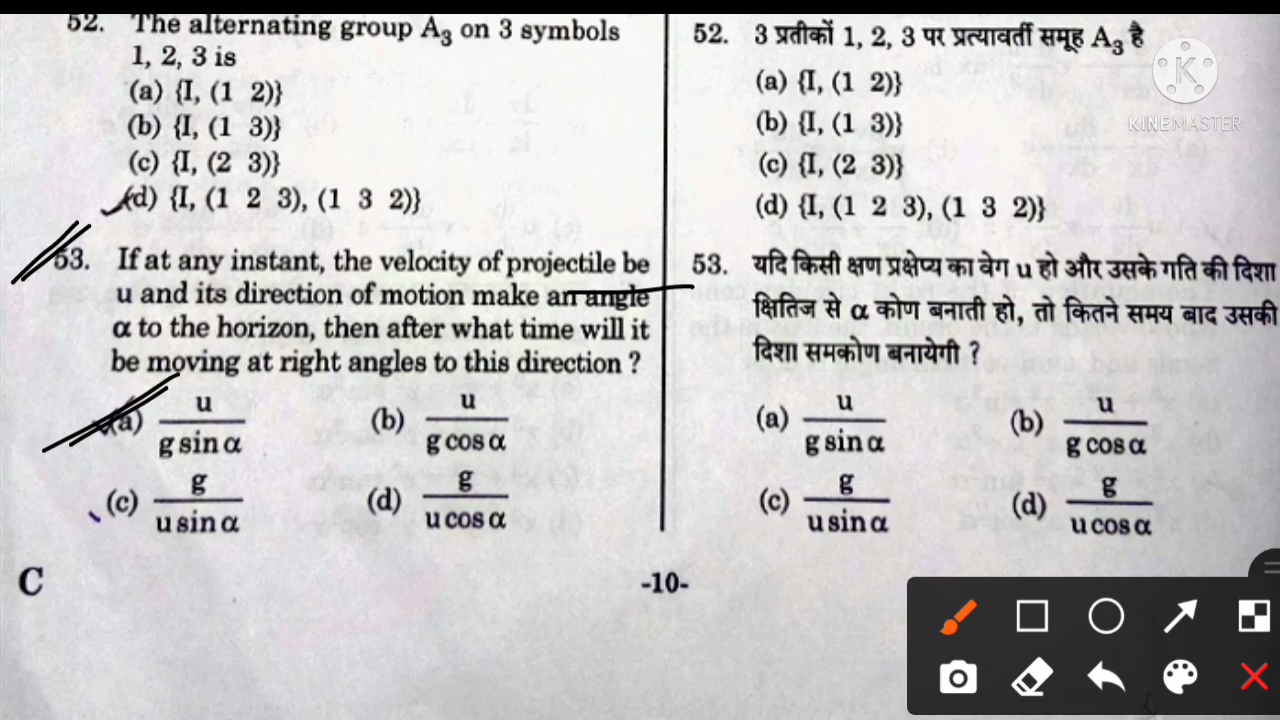 52. The alternating group A₃ on 3 symbols
1, 2, 3 is
(a) {I, (1 2)}
(b) {I, (1 3)}
(c) {I, (2 3)}
(d) {I, (1 2 3), (1 3 2)}
53. If at any instant, the velocity of projectile be
u and its direction of motion make an angle
α to the horizon, then after what time will it
be moving at right angles to this direction ?
(a) u / g sin α (b) u / g cos α
(c) g / u sin α (d) g / u cos α
52. 3 प्रतीकों 1, 2, 3 पर प्रत्यावर्ती समूह A₃ है
(a) {I, (1 2)}
(b) {I, (1 3)}
(c) {I, (2 3)}
(d) {I, (1 2 3), (1 3 2)}
53. यदि किसी क्षण प्रक्षेप्य का वेग u हो और उसके गति की दिशा
क्षितिज से α कोण बनाती हो, तो कितने समय बाद उसकी
दिशा समकोण बनायेगी ?
(a) u / g sin α (b) u / g cos α
(c) g / u sin α (d) g / u cos α
C
-10-
K
KINEMASTER